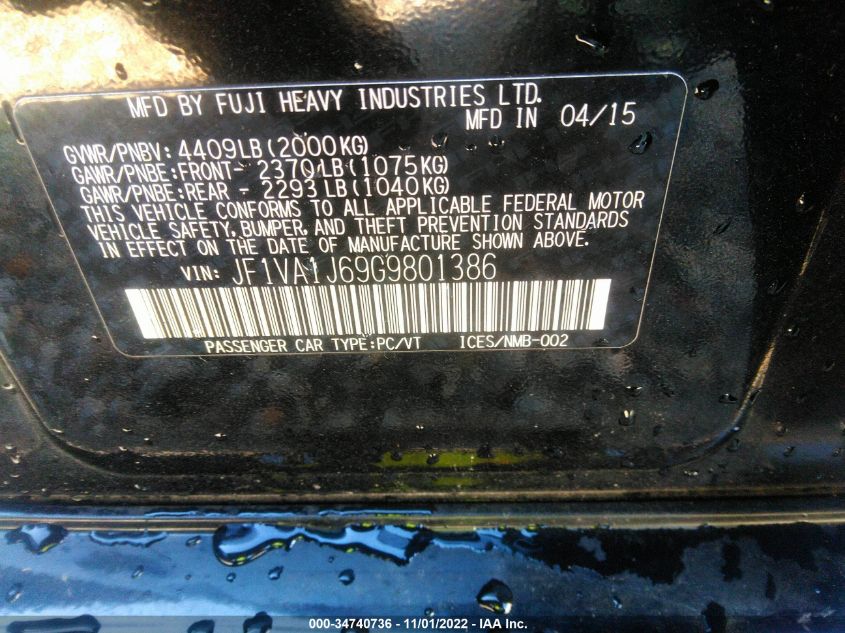 MFD BY FUJI HEAVY INDUSTRIES LTD.
MFD IN 04/15
GVWR/PNBV: 4409LB(2000KG)
GAWR/PNBE:FRONT- 2370LB(1075KG)
GAWR/PNBE:REAR - 2293LB(1040KG)
THIS VEHICLE CONFORMS TO ALL APPLICABLE FEDERAL MOTOR
VEHICLE SAFETY, BUMPER, AND THEFT PREVENTION STANDARDS
IN EFFECT ON THE DATE OF MANUFACTURE SHOWN ABOVE.
VIN: JF1VA1J69G9801386
PASSENGER CAR TYPE:PC/VT ICES/NMB-002
000-34740736 - 11/01/2022 - IAA Inc.